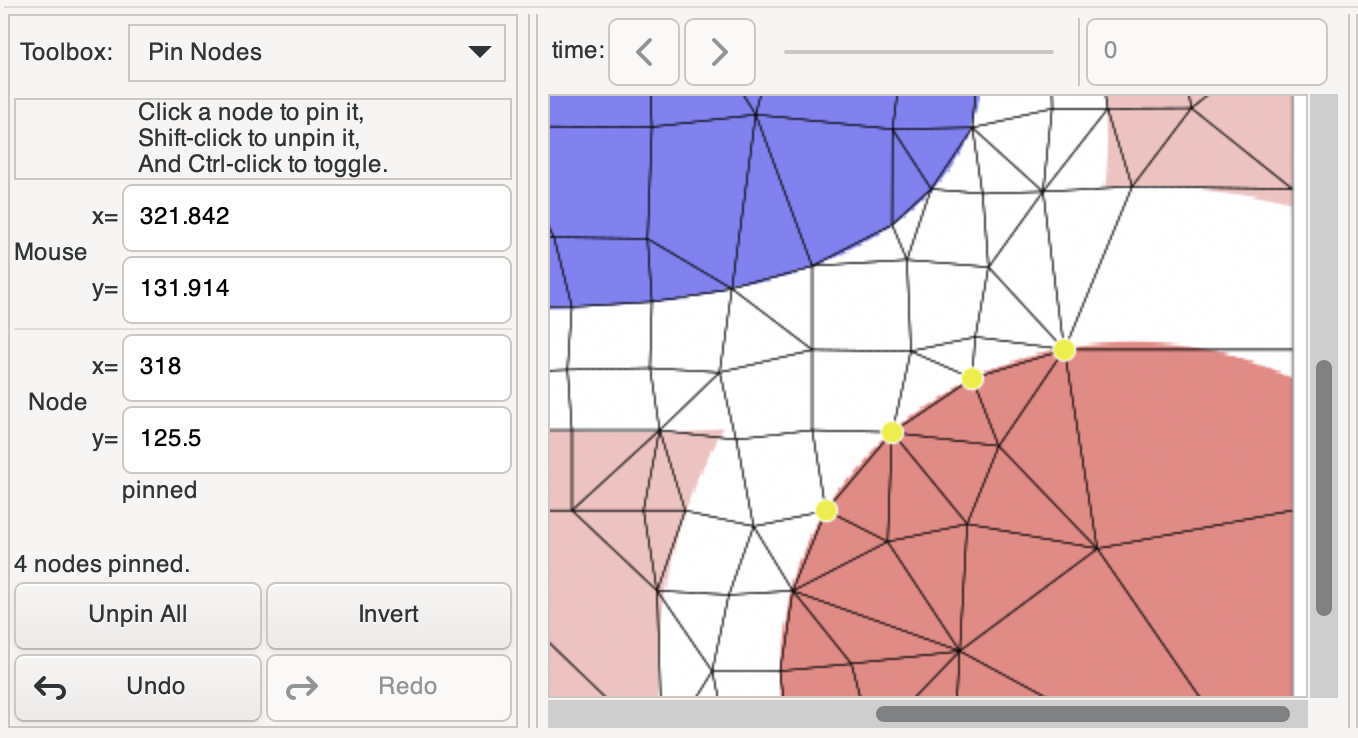 Toolbox: Pin Nodes
time: 0
Click a node to pin it,
Shift-click to unpin it,
And Ctrl-click to toggle.
x= 321.842
Mouse
y= 131.914
x= 318
Node
y= 125.5
pinned
4 nodes pinned.
Unpin All Invert
Undo Redo